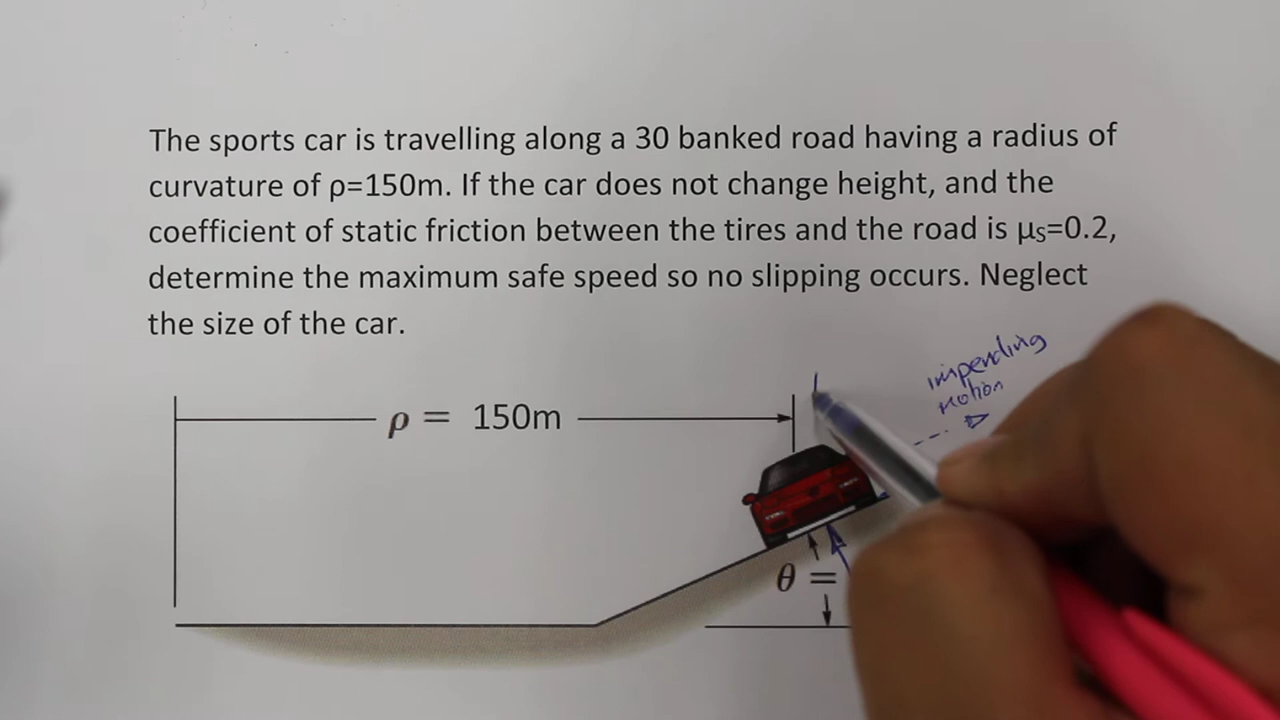 The sports car is travelling along a 30 banked road having a radius of
curvature of ρ=150m. If the car does not change height, and the
coefficient of static friction between the tires and the road is μS=0.2,
determine the maximum safe speed so no slipping occurs. Neglect
the size of the car.
impending
motion
ρ = 150m
θ =